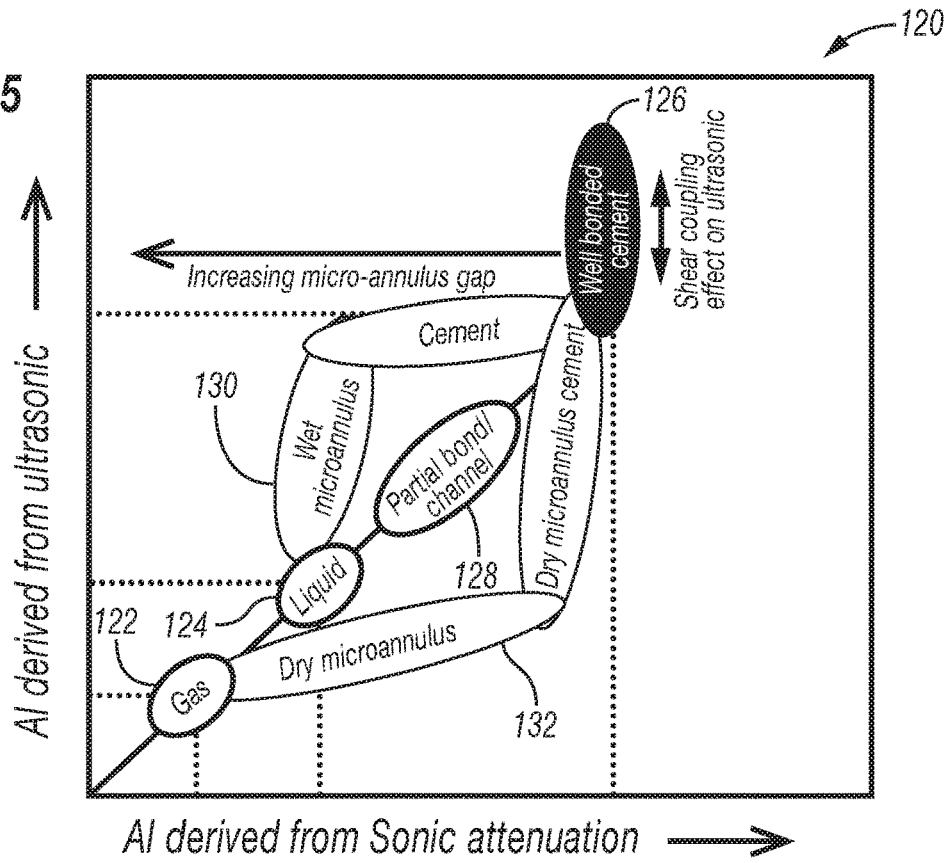 120
5
126
Well bonded
cement
Shear coupling
effect on ultrasonic
Increasing micro-annulus gap
Cement
130
Wet
microannulus
Partial bond/
channel
Dry microannulus cement
128
Liquid
124
122
Dry microannulus
Gas
132
AI derived from ultrasonic
AI derived from Sonic attenuation